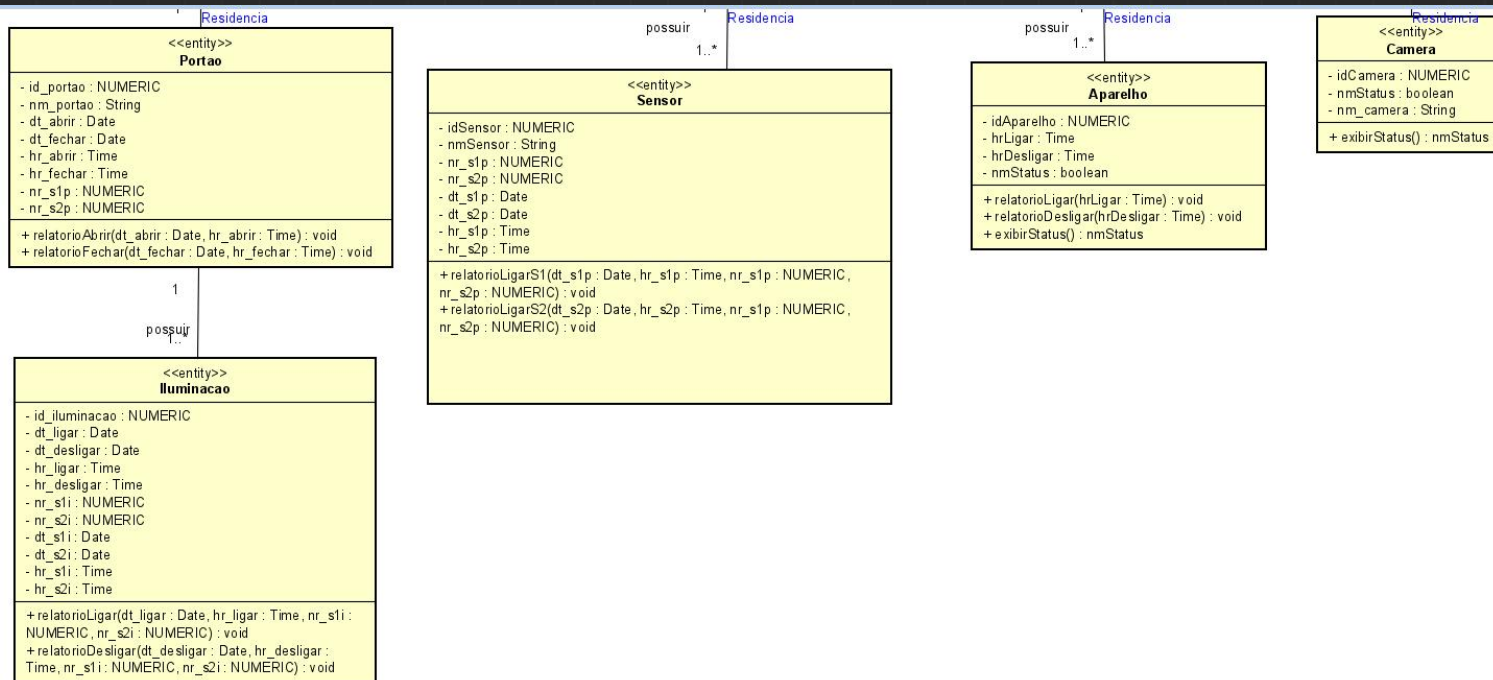 Residencia
<<entity>>
Portao
- id_portao : NUMERIC
- nm_portao : String
- dt_abrir : Date
- dt_fechar : Date
- hr_abrir : Time
- hr_fechar : Time
- nr_s1p : NUMERIC
- nr_s2p : NUMERIC
+ relatorioAbrir(dt_abrir : Date, hr_abrir : Time) : void
+ relatorioFechar(dt_fechar : Date, hr_fechar : Time) : void
1
possuir
1..*
<<entity>>
Iluminacao
- id_iluminacao : NUMERIC
- dt_ligar : Date
- dt_desligar : Date
- hr_ligar : Time
- hr_desligar : Time
- nr_s1i : NUMERIC
- nr_s2i : NUMERIC
- dt_s1i : Date
- dt_s2i : Date
- hr_s1i : Time
- hr_s2i : Time
+ relatorioLigar(dt_ligar : Date, hr_ligar : Time, nr_s1i :
NUMERIC, nr_s2i : NUMERIC) : void
+ relatorioDesligar(dt_desligar : Date, hr_desligar :
Time, nr_s1i : NUMERIC, nr_s2i : NUMERIC) : void
Residencia
possuir
1..*
<<entity>>
Sensor
- idSensor : NUMERIC
- nmSensor : String
- nr_s1p : NUMERIC
- nr_s2p : NUMERIC
- dt_s1p : Date
- dt_s2p : Date
- hr_s1p : Time
- hr_s2p : Time
+ relatorioLigarS1(dt_s1p : Date, hr_s1p : Time, nr_s1p : NUMERIC,
nr_s2p : NUMERIC) : void
+ relatorioLigarS2(dt_s2p : Date, hr_s2p : Time, nr_s1p : NUMERIC,
nr_s2p : NUMERIC) : void
Residencia
possuir
1..*
<<entity>>
Aparelho
- idAparelho : NUMERIC
- hrLigar : Time
- hrDesligar : Time
- nmStatus : boolean
+ relatorioLigar(hrLigar : Time) : void
+ relatorioDesligar(hrDesligar : Time) : void
+ exibirStatus() : nmStatus
Residencia
<<entity>>
Camera
- idCamera : NUMERIC
- nmStatus : boolean
- nm_camera : String
+ exibirStatus() : nmStatus